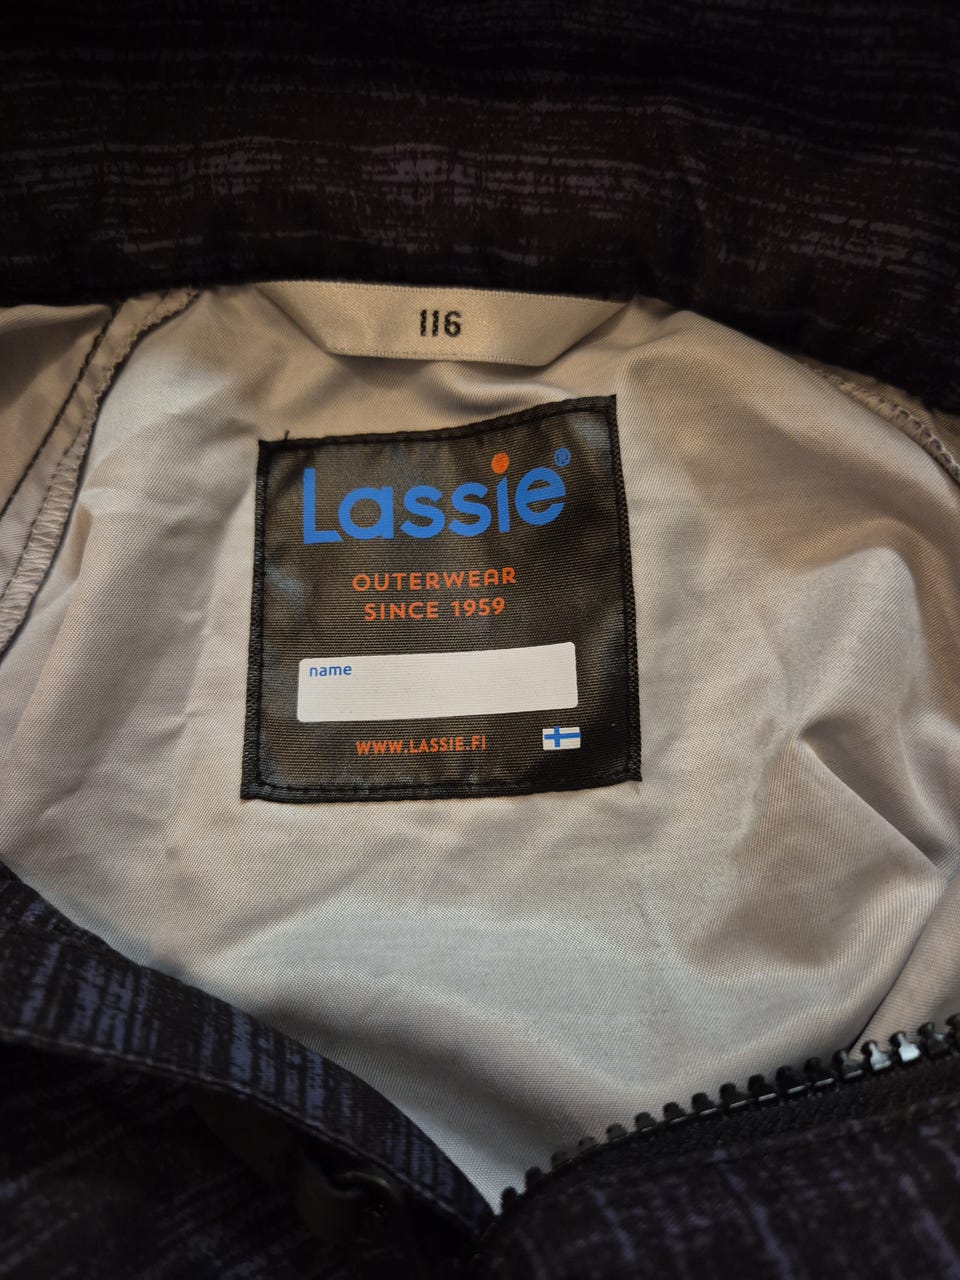 116
Lassie®
OUTERWEAR
SINCE 1959
name
WWW.LASSIE.FI